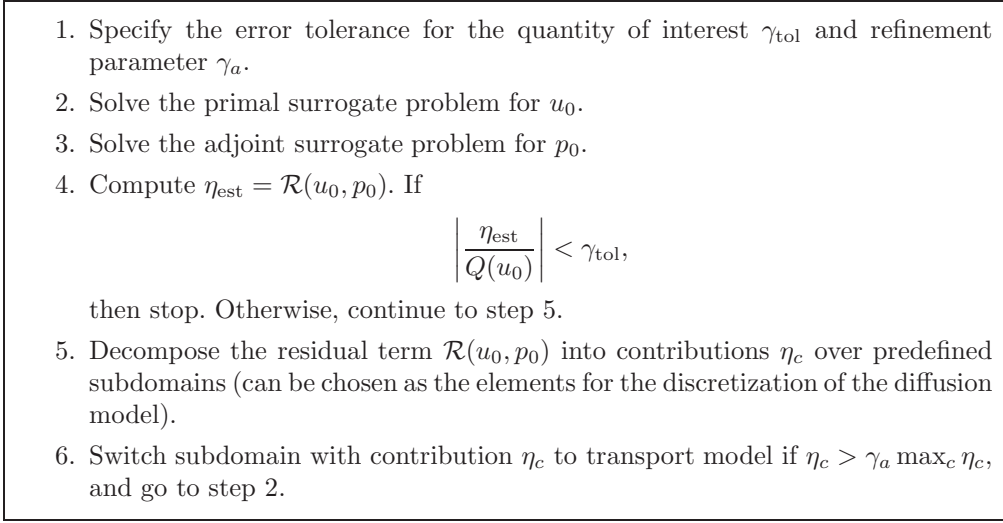 1. Specify the error tolerance for the quantity of interest γ_tol and refinement
parameter γ_a.
2. Solve the primal surrogate problem for u_0.
3. Solve the adjoint surrogate problem for p_0.
4. Compute η_est = ℛ(u_0, p_0). If
|η_est / Q(u_0)| < γ_tol,
then stop. Otherwise, continue to step 5.
5. Decompose the residual term ℛ(u_0, p_0) into contributions η_c over predefined
subdomains (can be chosen as the elements for the discretization of the diffusion
model).
6. Switch subdomain with contribution η_c to transport model if η_c > γ_a max_c η_c,
and go to step 2.